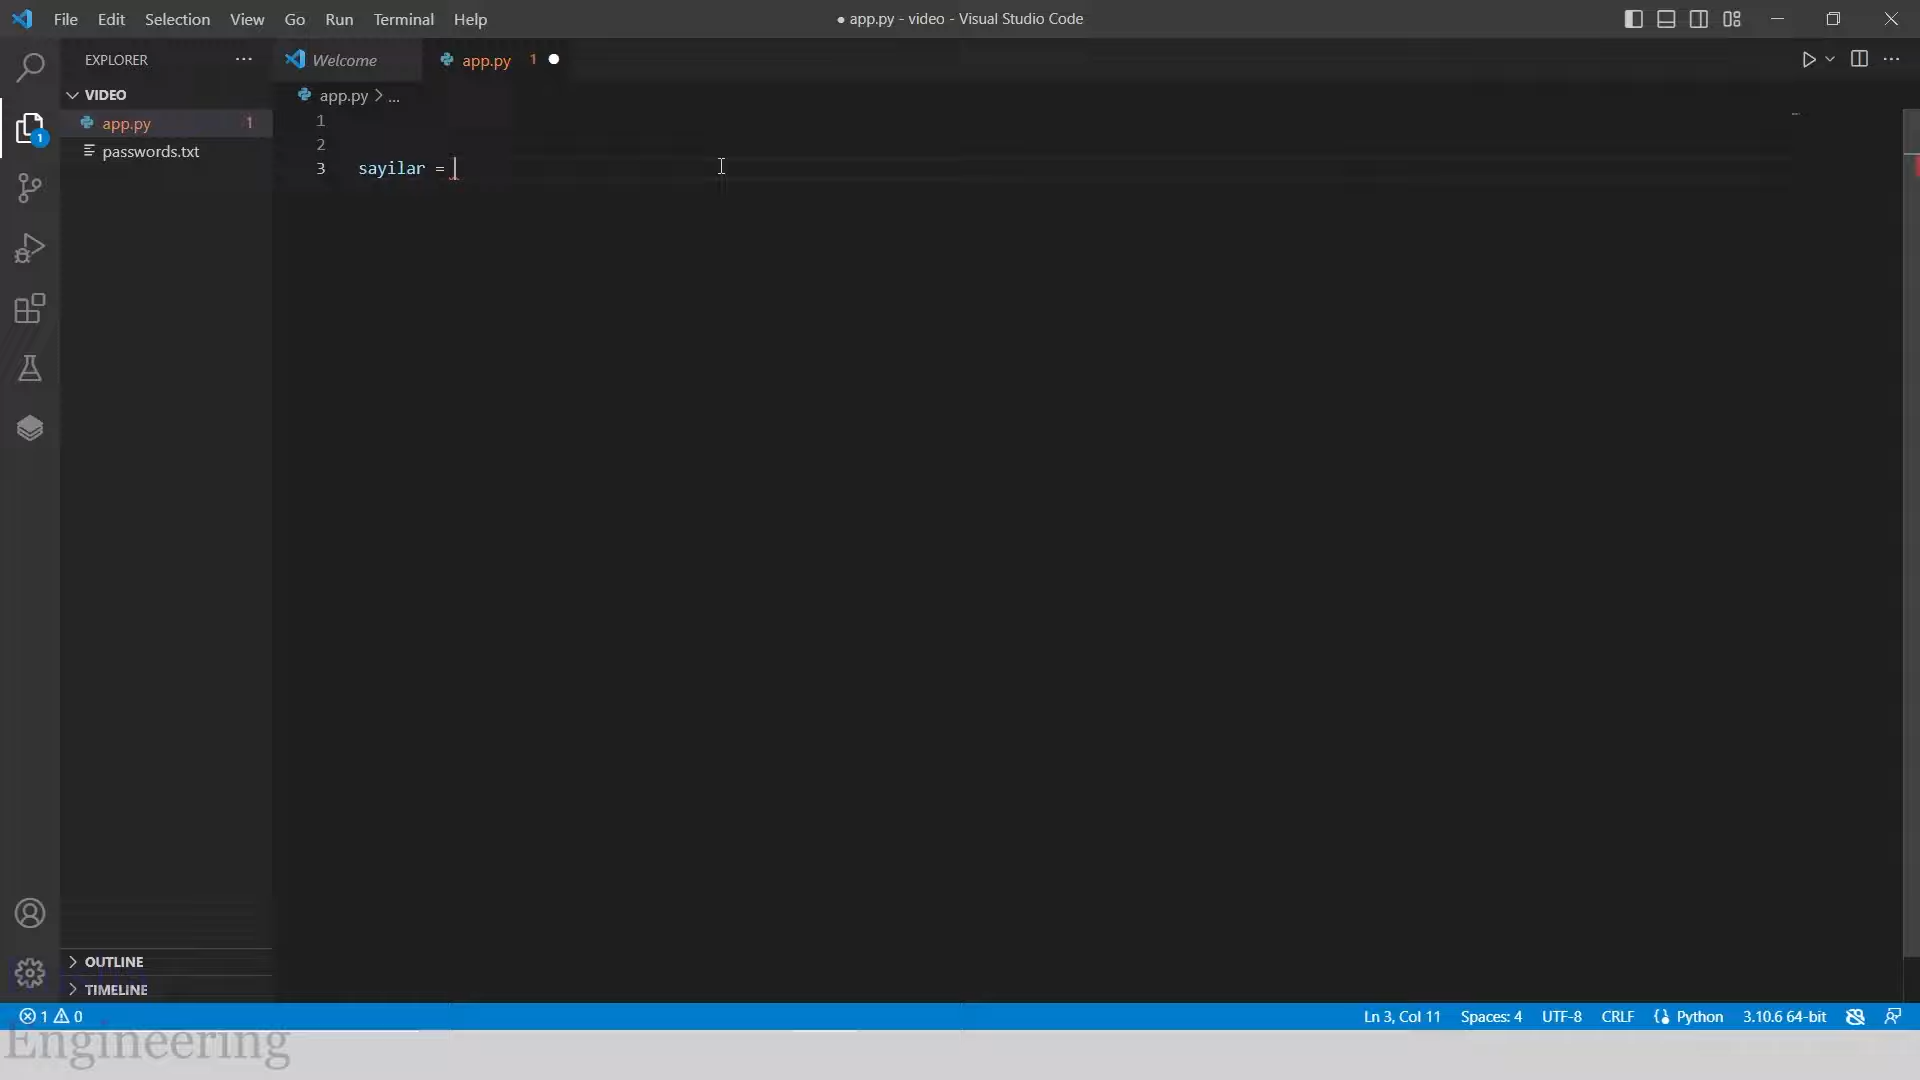 File Edit Selection View Go Run Terminal Help
● app.py - video - Visual Studio Code
EXPLORER ...
Welcome
app.py 1
VIDEO
app.py > ...
app.py 1
passwords.txt
1
2
3 sayilar =
1
OUTLINE
TIMELINE
1 0
Ln 3, Col 11 Spaces: 4 UTF-8 CRLF Python 3.10.6 64-bit
Engineering